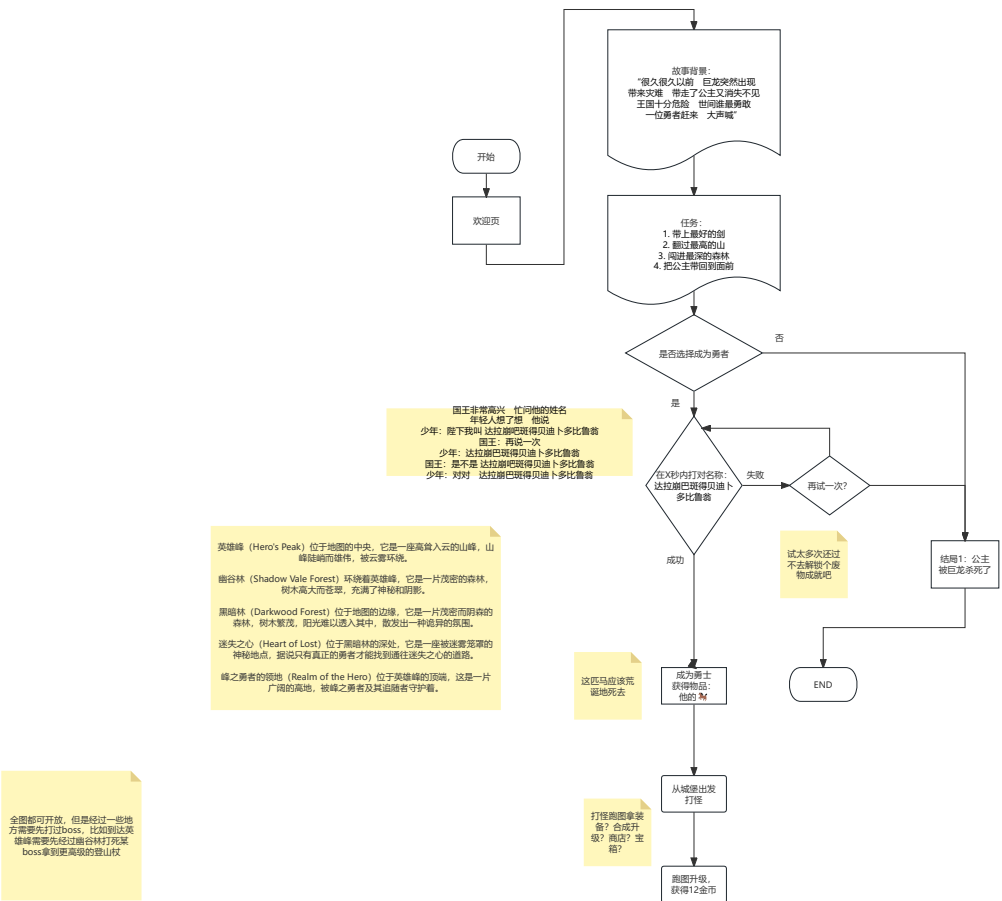 故事背景：
“很久很久以前　巨龙突然出现
带来灾难　带走了公主又消失不见
王国十分危险　世间谁最勇敢
一位勇者赶来　大声喊”
开始
欢迎页
任务：
1. 带上最好的剑
2. 翻过最高的山
3. 闯进最深的森林
4. 把公主带回到面前
是否选择成为勇者
否
是
国王非常高兴　忙问他的姓名
年轻人想了想　他说
少年：陛下我叫 达拉崩吧斑得贝迪卜多比鲁翁
国王：再说一次
少年：达拉崩巴斑得贝迪卜多比鲁翁
国王：是不是 达拉崩吧斑得贝迪卜多比鲁翁
少年：对对　达拉崩巴斑得贝迪卜多比鲁翁
在X秒内打对名称：
达拉崩巴斑得贝迪卜
多比鲁翁
失败
再试一次？
成功
试太多次还过
不去解锁个废
物成就吧
结局1：公主
被巨龙杀死了
END
英雄峰（Hero's Peak）位于地图的中央，它是一座高耸入云的山峰，山
峰陡峭而雄伟，被云雾环绕。
幽谷林（Shadow Vale Forest）环绕着英雄峰，它是一片茂密的森林，
树木高大而苍翠，充满了神秘和阴影。
黑暗林（Darkwood Forest）位于地图的边缘，它是一片茂密而阴森的
森林，树木繁茂，阳光难以透入其中，散发出一种诡异的氛围。
迷失之心（Heart of Lost）位于黑暗林的深处，它是一座被迷雾笼罩的
神秘地点，据说只有真正的勇者才能找到通往迷失之心的道路。
峰之勇者的领地（Realm of the Hero）位于英雄峰的顶端，这是一片
广阔的高地，被峰之勇者及其追随者守护着。
这匹马应该荒
诞地死去
成为勇士
获得物品：
他的
从城堡出发
打怪
打怪跑图拿装
备？合成升
级？商店？宝
箱？
跑图升级，
获得12金币
全图都可开放，但是经过一些地
方需要先打过boss，比如到达英
雄峰需要先经过幽谷林打死某
boss拿到更高级的登山杖